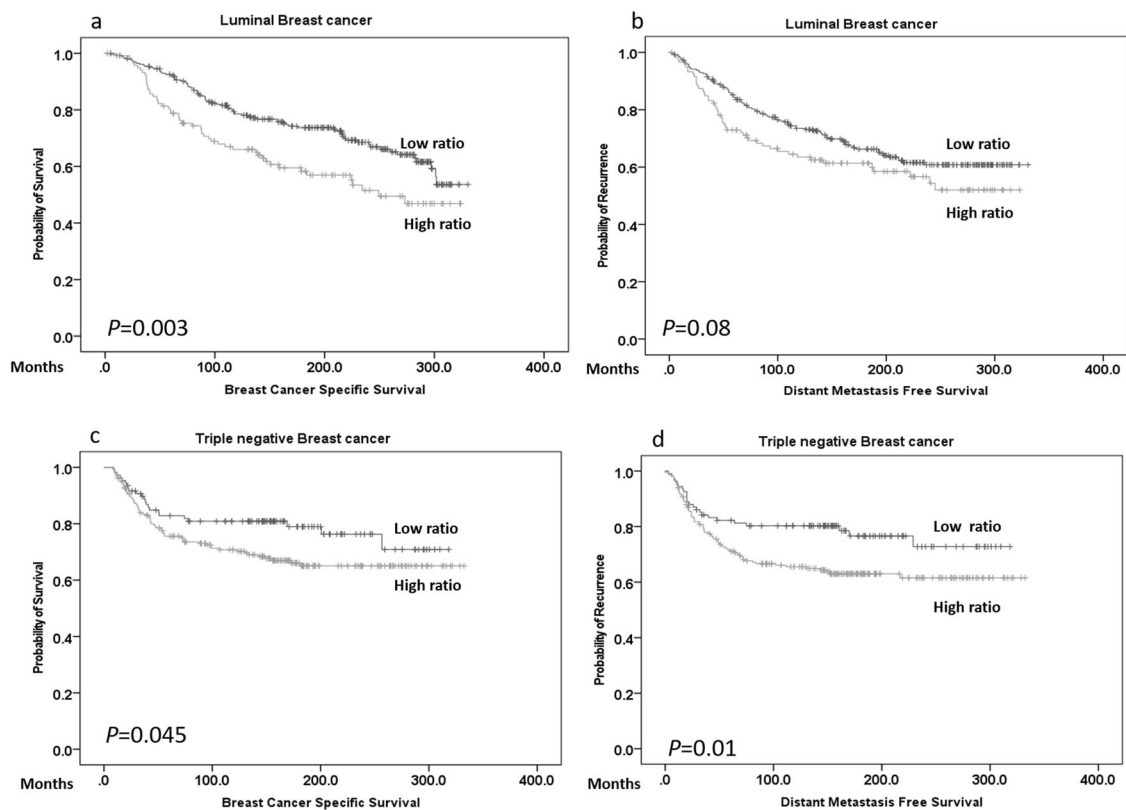 a
Luminal Breast cancer
Probability of Survival
1.0
0.8
0.6
0.4
0.2
0.0
Low ratio
High ratio
P=0.003
Months
.0 100.0 200.0 300.0 400.0
Breast Cancer Specific Survival
b
Luminal Breast cancer
Probability of Recurrence
1.0
0.8
0.6
0.4
0.2
0.0
Low ratio
High ratio
P=0.08
Months
.0 100.0 200.0 300.0 400.0
Distant Metastasis Free Survival
c
Triple negative Breast cancer
Probability of Survival
1.0
0.8
0.6
0.4
0.2
0.0
Low ratio
High ratio
P=0.045
Months
.0 100.0 200.0 300.0 400.0
Breast Cancer Specific Survival
d
Triple negative Breast cancer
Probability of Recurrence
1.0
0.8
0.6
0.4
0.2
0.0
Low ratio
High ratio
P=0.01
Months
.0 100.0 200.0 300.0 400.0
Distant Metastasis Free Survival